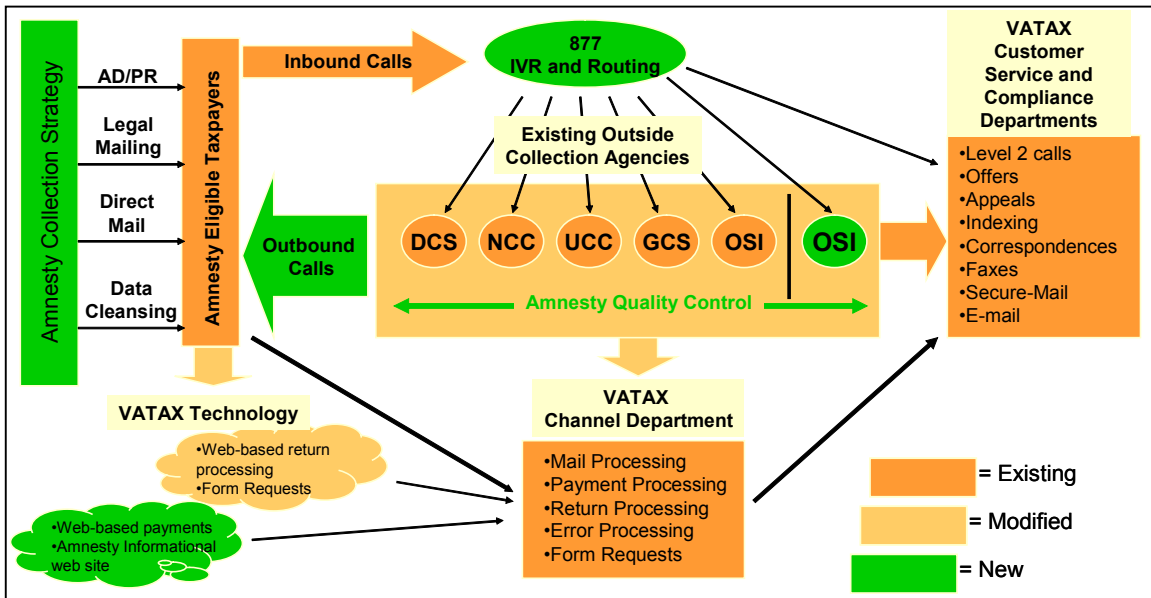 Amnesty Collection Strategy
AD/PR
Legal
Mailing
Direct
Mail
Data
Cleansing
Amnesty Eligible Taxpayers
Inbound Calls
877
IVR and Routing
Existing Outside
Collection Agencies
Outbound
Calls
DCS
NCC
UCC
GCS
OSI
OSI
Amnesty Quality Control
VATAX
Customer
Service and
Compliance
Departments
•Level 2 calls
•Offers
•Appeals
•Indexing
•Correspondences
•Faxes
•Secure-Mail
•E-mail
VATAX Technology
•Web-based return
processing
•Form Requests
•Web-based payments
•Amnesty Informational
web site
VATAX
Channel Department
•Mail Processing
•Payment Processing
•Return Processing
•Error Processing
•Form Requests
= Existing
= Modified
= New